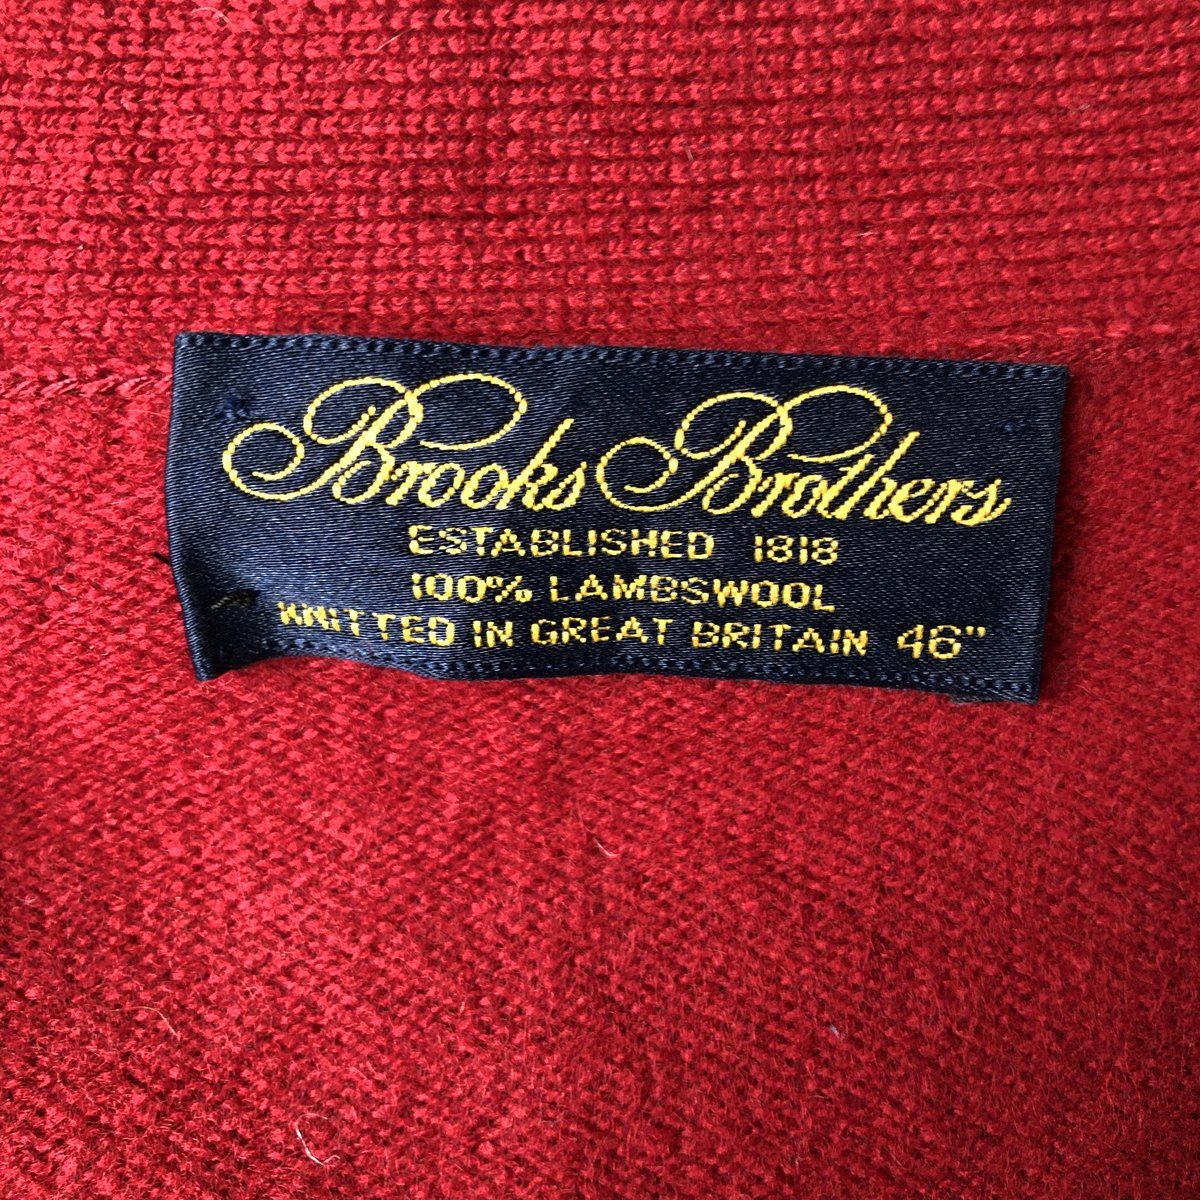 Brooks Brothers
ESTABLISHED 1818
100% LAMBSWOOL
KNITTED IN GREAT BRITAIN 46"